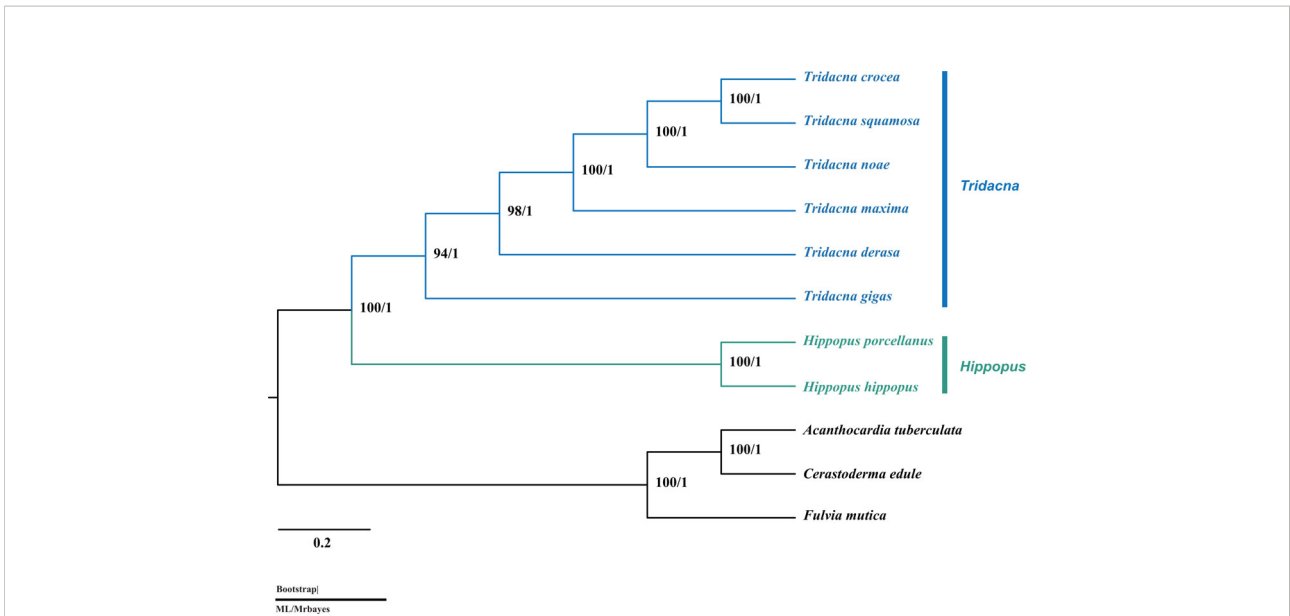 Tridacna crocea
100/1
Tridacna squamosa
100/1
Tridacna noae
100/1
Tridacna
98/1
Tridacna maxima
94/1
Tridacna derasa
100/1
Tridacna gigas
Hippopus porcellanus
100/1
Hippopus
Hippopus hippopus
Acanthocardia tuberculata
100/1
Cerastoderma edule
100/1
Fulvia mutica
0.2
Bootstrap|
ML/Mrbayes